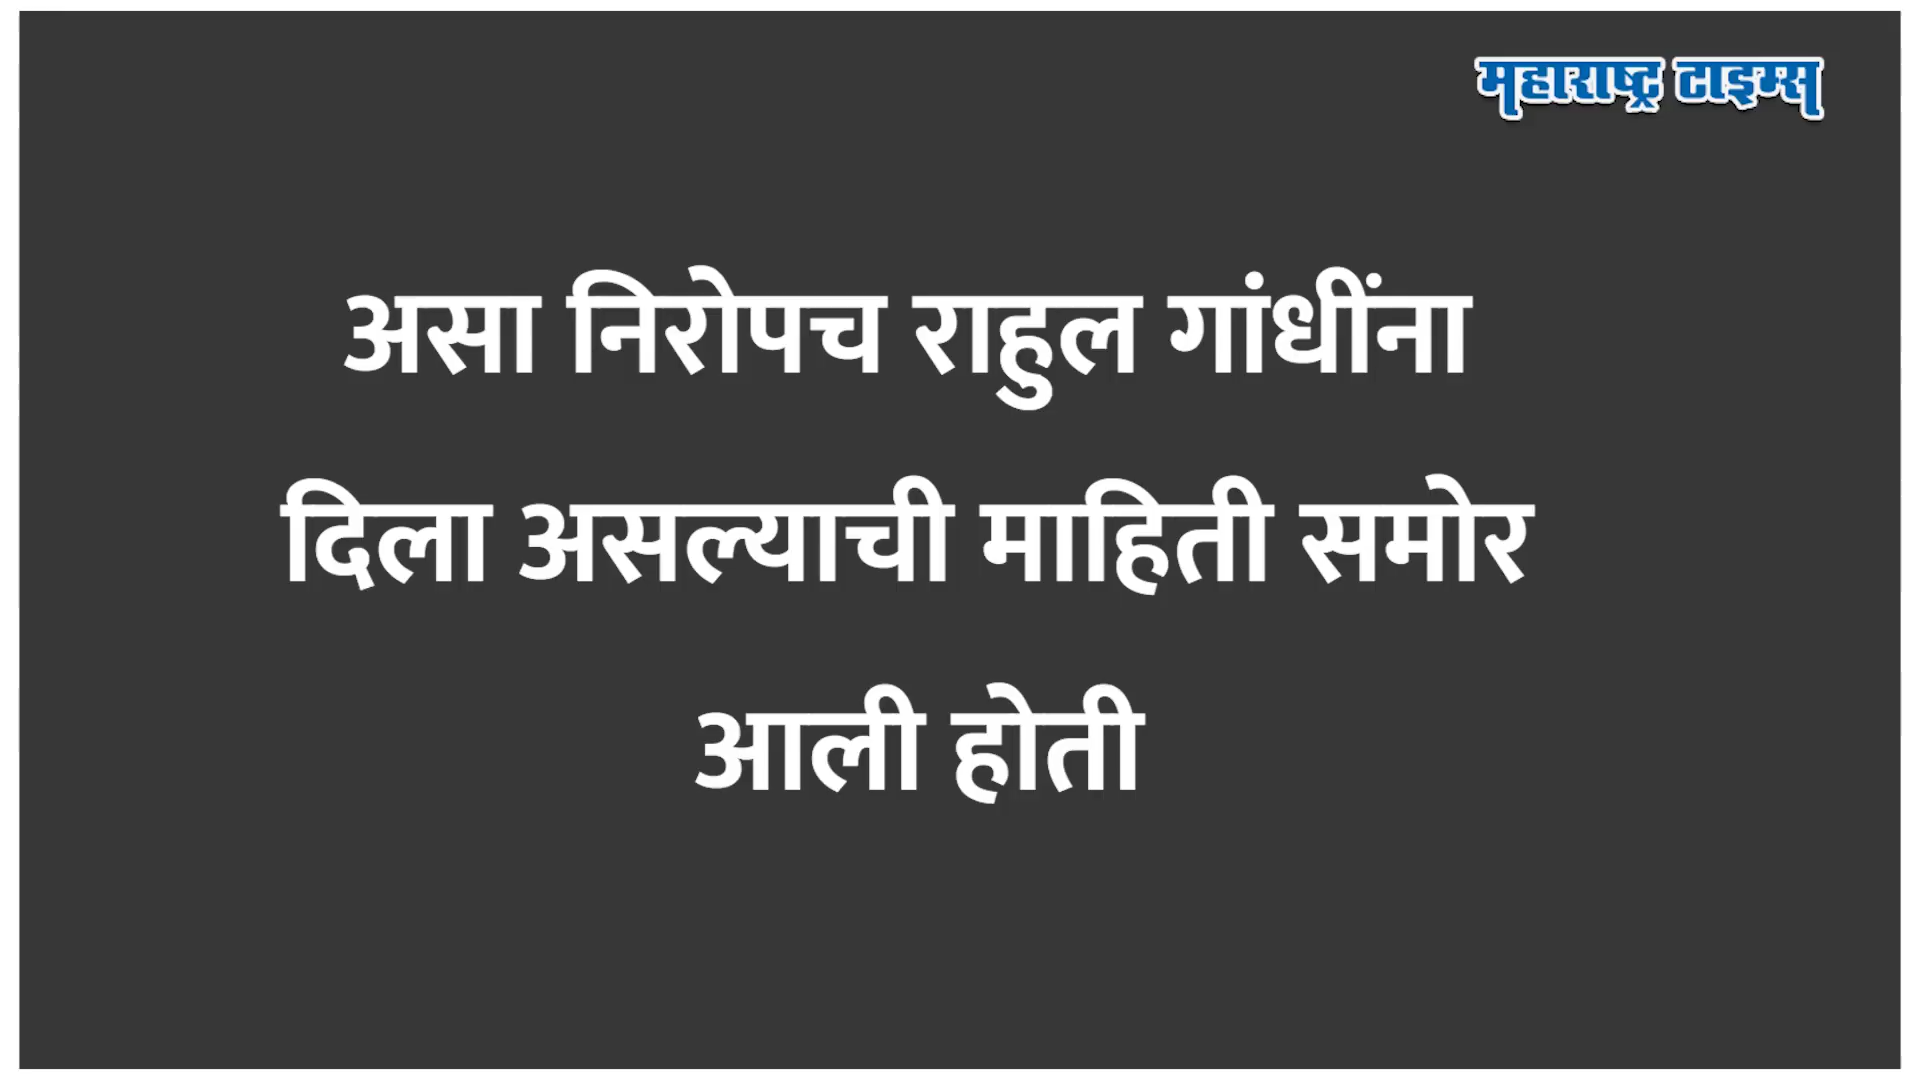 महाराष्ट्र टाइम्स
असा निरोपच राहुल गांधींना
दिला असल्याची माहिती समोर
आली होती